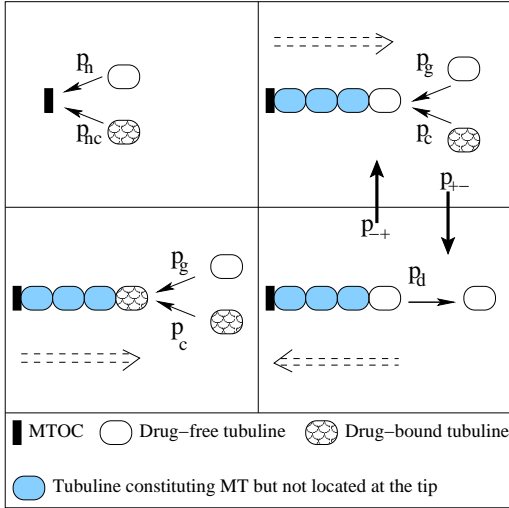 p_n
p_nc
p_g
p_c
p_+-
p_-+
p_g
p_c
p_d
MTOC
Drug-free tubuline
Drug-bound tubuline
Tubuline constituting MT but not located at the tip